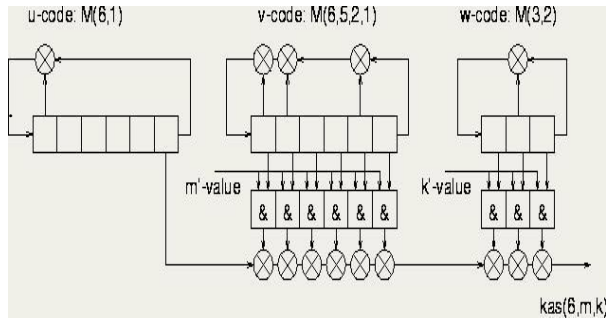 u-code: M(6,1)
v-code: M(6,5,2,1)
w-code: M(3,2)
m'-value
k'-value
& & & & & &
& & &
kas(6,m,k)